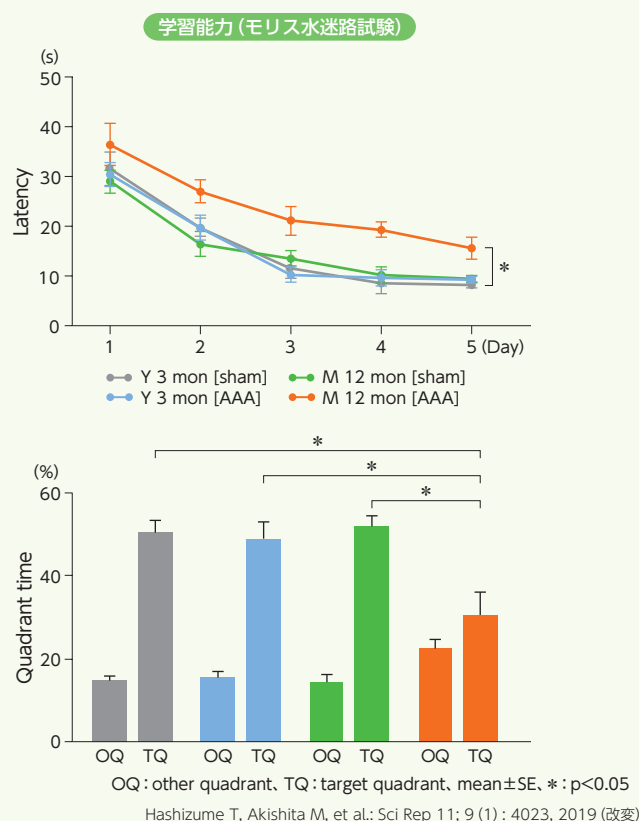 学習能力（モリス水迷路試験）
(s)
50
40
30
20
10
0
Latency
*
1 2 3 4 5 (Day)
Y 3 mon [sham] M 12 mon [sham]
Y 3 mon [AAA] M 12 mon [AAA]
*
*
*
(%)
60
40
20
0
Quadrant time
OQ TQ OQ TQ OQ TQ OQ TQ
OQ：other quadrant、TQ：target quadrant、mean±SE、*：p<0.05
Hashizume T, Akishita M, et al.: Sci Rep 11; 9 (1) : 4023, 2019 (改変)